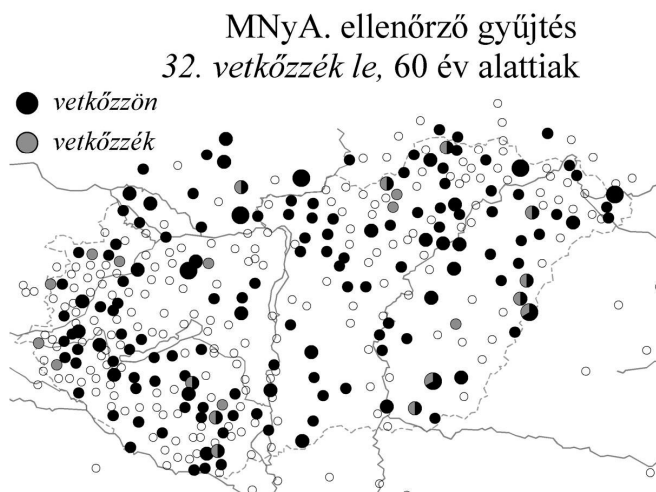 MNyA. ellenőrző gyűjtés
32. vetkőzzék le, 60 év alattiak
vetkőzzön
vetkőzzék